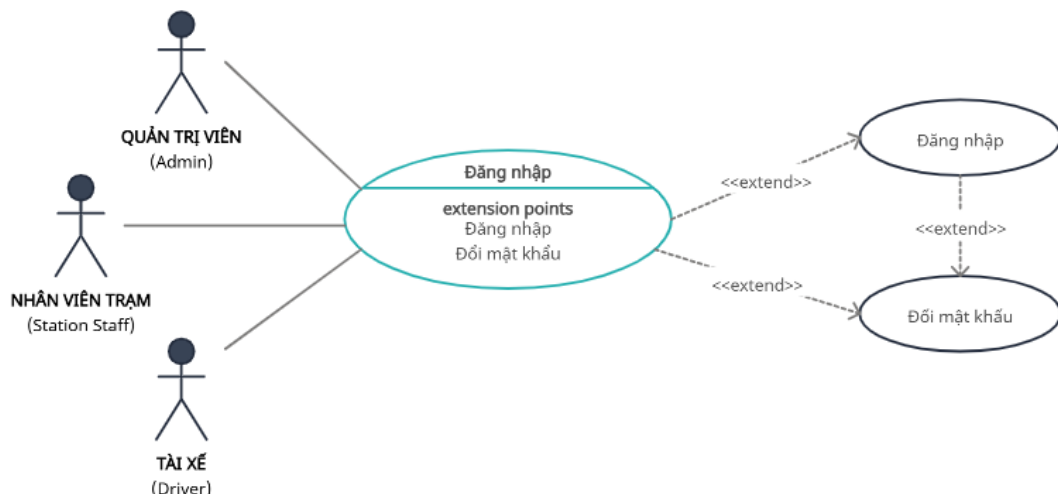 QUẢN TRỊ VIÊN
(Admin)
NHÂN VIÊN TRẠM
(Station Staff)
TÀI XẾ
(Driver)
Đăng nhập
extension points
Đăng nhập
Đổi mật khẩu
<<extend>>
<<extend>>
Đăng nhập
<<extend>>
Đổi mật khẩu